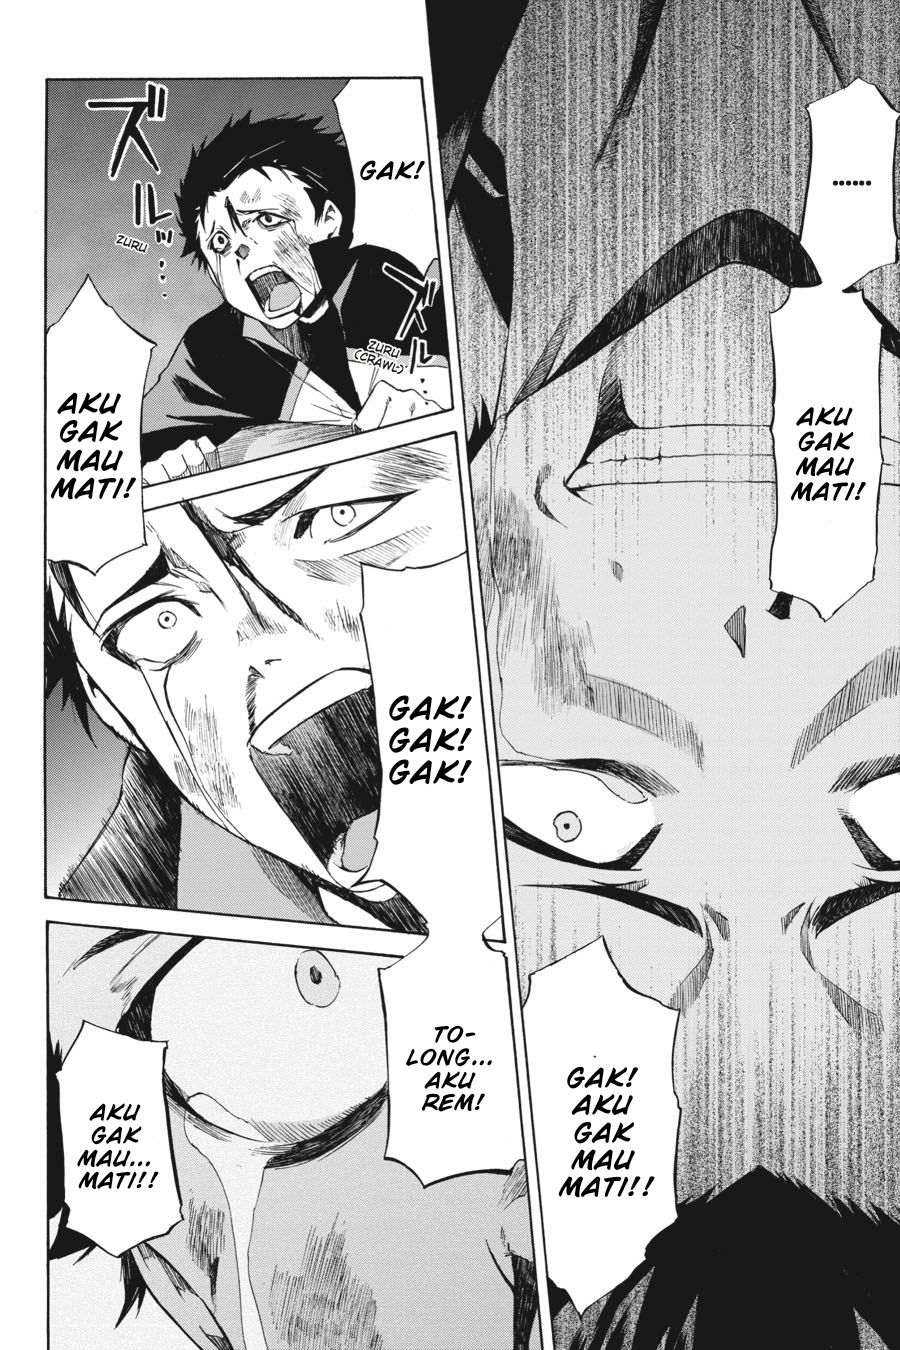 ......
AKU
GAK
MAU
MATI!
GAK!
AKU
GAK
MAU
MATI!!
GAK!
ズ
ル
ZURU
ズル
ZURU
(CRAWL)
AKU
GAK
MAU
MATI!
GAK!
GAK!
GAK!
TO-
LONG...
AKU
REM!
AKU
GAK
MAU...
MATI!!